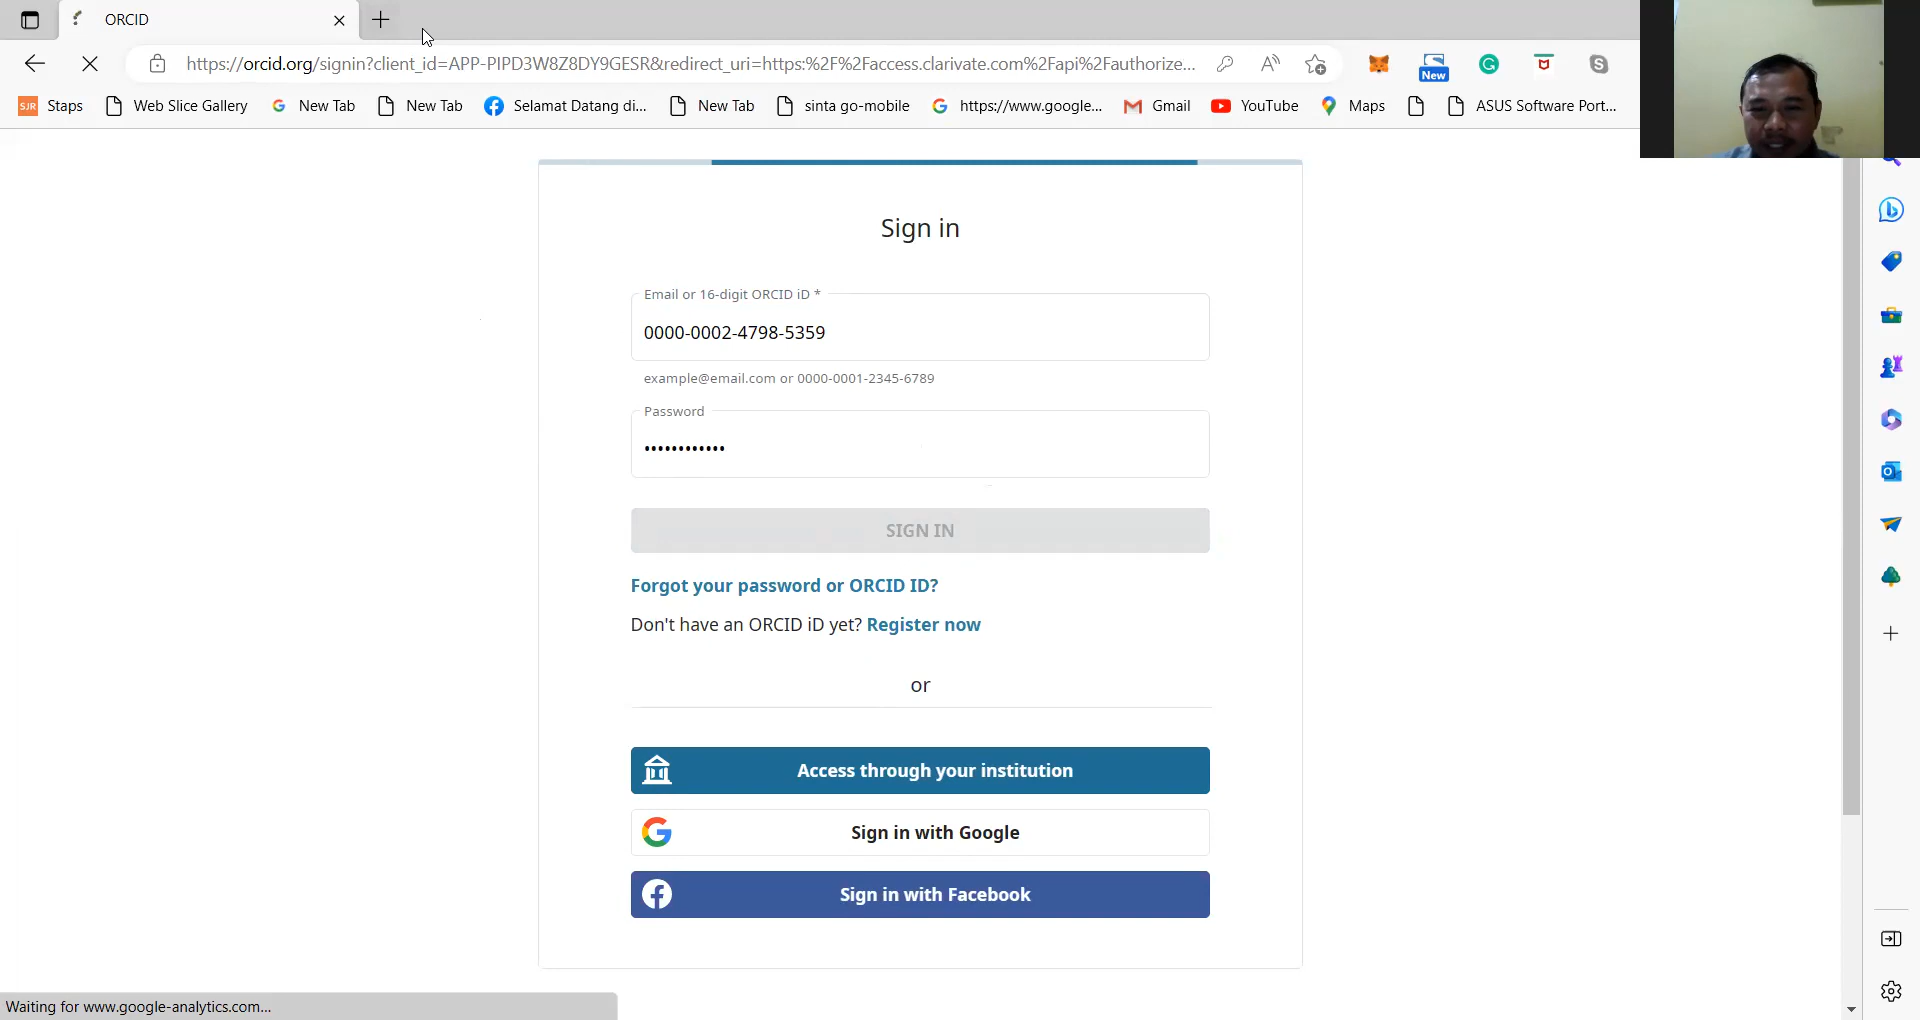 ORCID
https://orcid.org/signin?client_id=APP-PIPD3W8Z8DY9GESR&redirect_uri=https:%2F%2Faccess.clarivate.com%2Fapi%2Fauthorize...
New
SJR Staps Web Slice Gallery New Tab New Tab Selamat Datang di... New Tab sinta go-mobile https://www.google... Gmail YouTube Maps ASUS Software Port...
Sign in
Email or 16-digit ORCID iD *
0000-0002-4798-5359
example@email.com or 0000-0001-2345-6789
Password
••••••••••••
SIGN IN
Forgot your password or ORCID ID?
Don't have an ORCID iD yet? Register now
or
Access through your institution
Sign in with Google
Sign in with Facebook
Waiting for www.google-analytics.com...